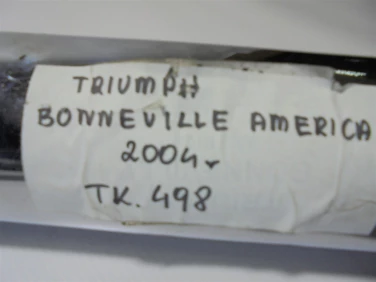 TRIUMPH
BONNEVILLE AMERICA
2004r
TK. 498